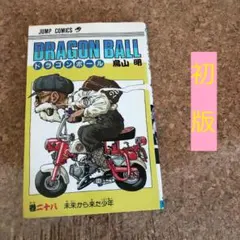 JUMP COMICS
DRAGON BALL
ドラゴンボール
鳥山 明
巻二十八 未来から来た少年
初版